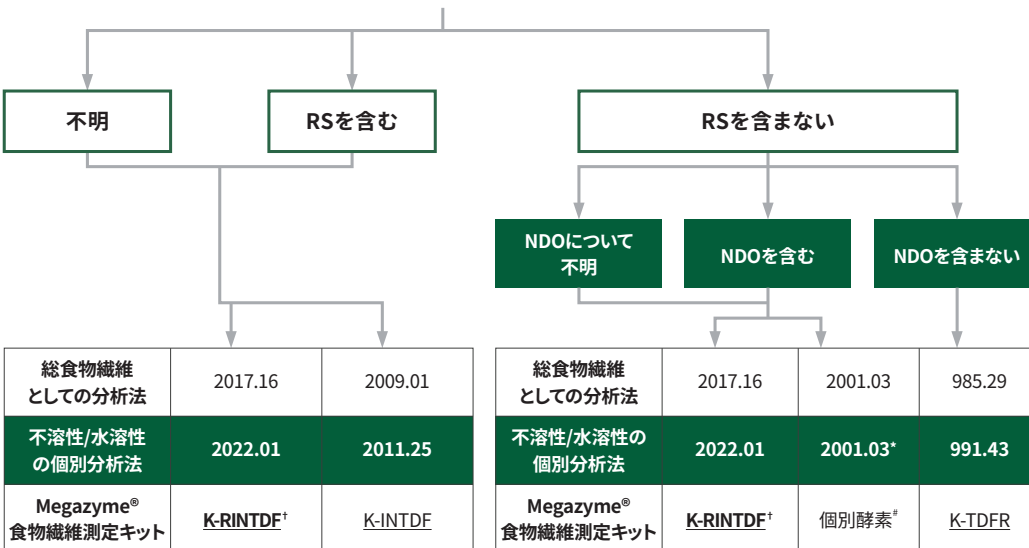 不明
RSを含む
RSを含まない
NDOについて
不明
NDOを含む
NDOを含まない
総食物繊維
としての分析法
2017.16
2009.01
不溶性/水溶性
の個別分析法
2022.01
2011.25
Megazyme®
食物繊維測定キット
K-RINTDF†
K-INTDF
総食物繊維
としての分析法
2017.16
2001.03
985.29
不溶性/水溶性の
個別分析法
2022.01
2001.03*
991.43
Megazyme®
食物繊維測定キット
K-RINTDF†
個別酵素#
K-TDFR